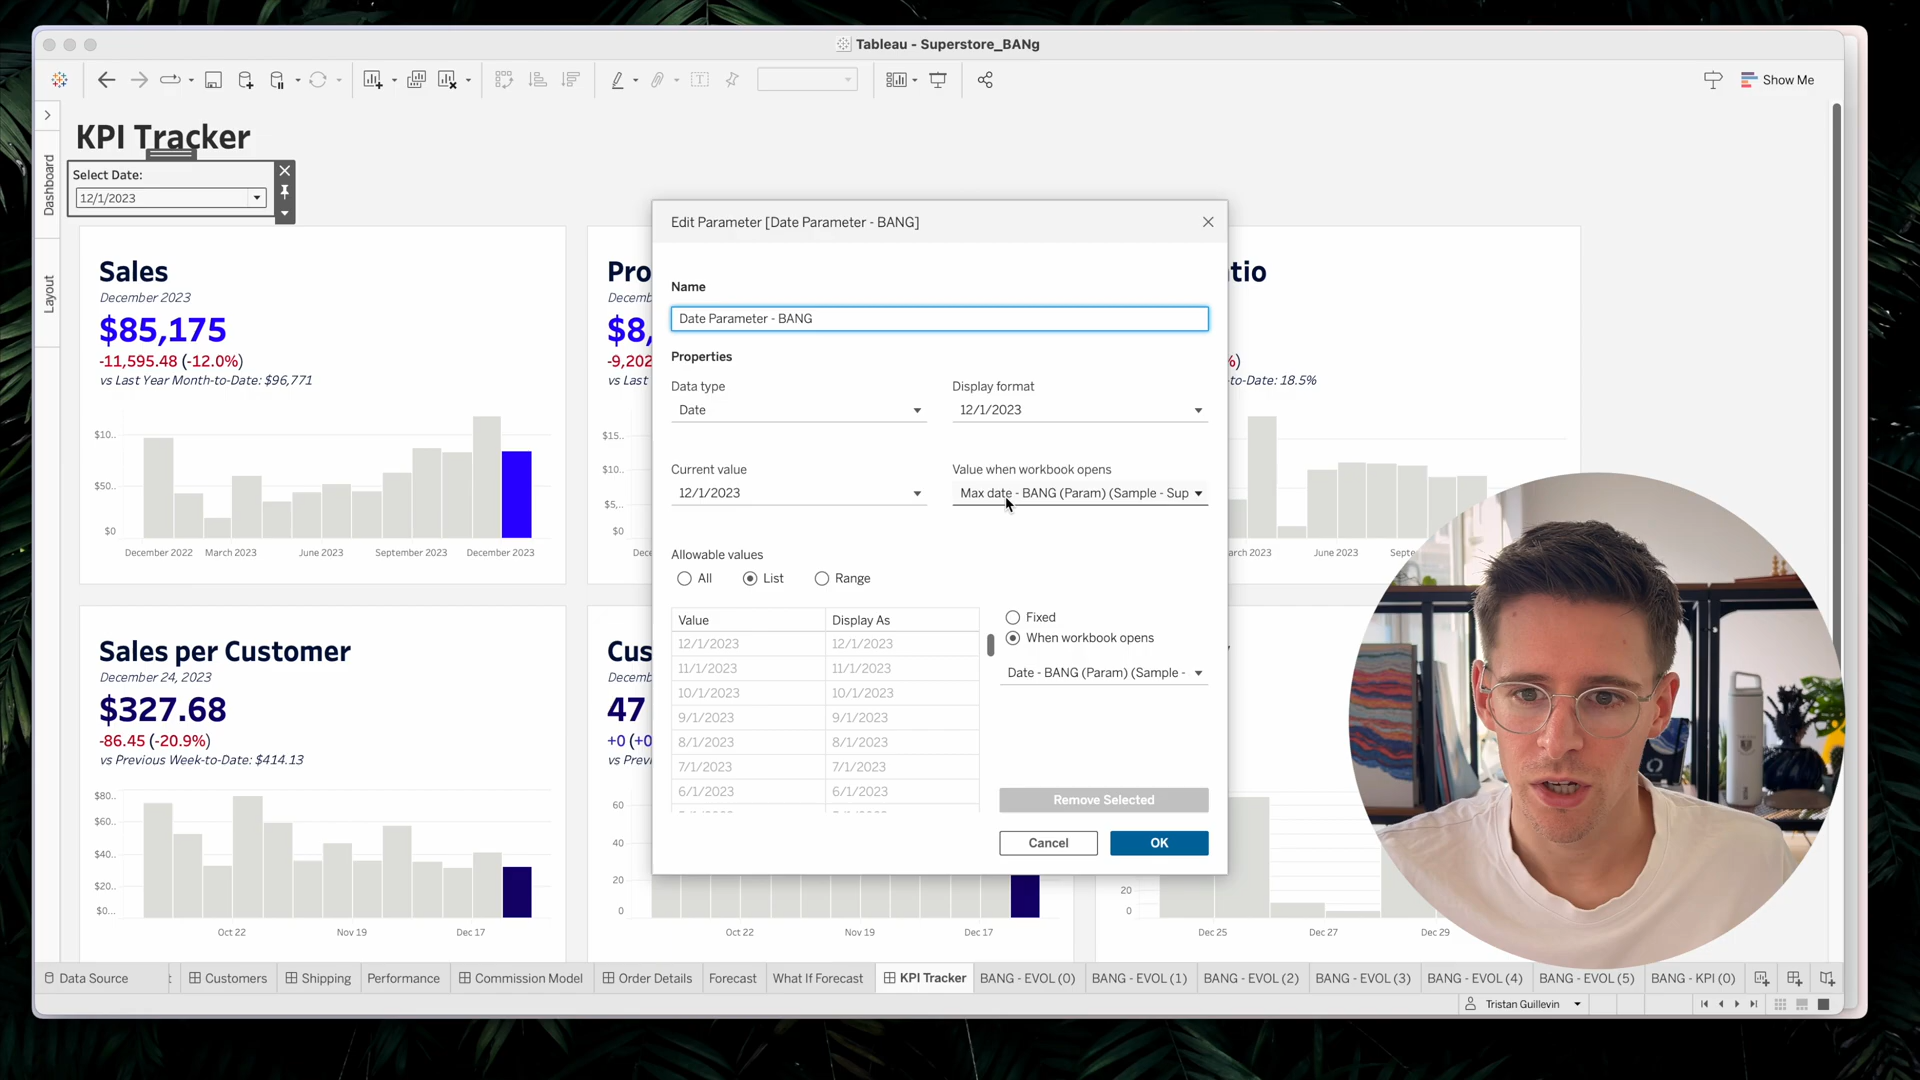 Tableau - Superstore_BANg
Show Me
Dashboard
Layout
KPI Tracker
Select Date:
12/1/2023
Sales
December 2023
$85,175
-11,595.48 (-12.0%)
vs Last Year Month-to-Date: $96,771
$10..
$50..
$0
December 2022
March 2023
June 2023
September 2023
December 2023
Pro
Decemb
$8,
-9,202
vs Last
$15..
$10..
$5,..
$0
Dece
tio
%)
to-Date: 18.5%
arch 2023
June 2023
Septe
Edit Parameter [Date Parameter - BANG]
Name
Date Parameter - BANG
Properties
Data type
Display format
Date
12/1/2023
Current value
Value when workbook opens
12/1/2023
Max date - BANG (Param) (Sample - Sup
Allowable values
All
List
Range
Value
Display As
12/1/2023
12/1/2023
11/1/2023
11/1/2023
10/1/2023
10/1/2023
9/1/2023
9/1/2023
8/1/2023
8/1/2023
7/1/2023
7/1/2023
6/1/2023
6/1/2023
Fixed
When workbook opens
Date - BANG (Param) (Sample -
Remove Selected
Cancel
OK
Sales per Customer
December 24, 2023
$327.68
-86.45 (-20.9%)
vs Previous Week-to-Date: $414.13
$80..
$60..
$40..
$20..
$0..
Oct 22
Nov 19
Dec 17
Cus
Decemb
47
+0 (+0
vs Previ
60
40
20
0
Oct 22
Nov 19
Dec 17
20
0
Dec 25
Dec 27
Dec 29
Data Source
Customers
Shipping
Performance
Commission Model
Order Details
Forecast
What If Forecast
KPI Tracker
BANG - EVOL (0)
BANG - EVOL (1)
BANG - EVOL (2)
BANG - EVOL (3)
BANG - EVOL (4)
BANG - EVOL (5)
BANG - KPI (0)
Tristan Guillevin